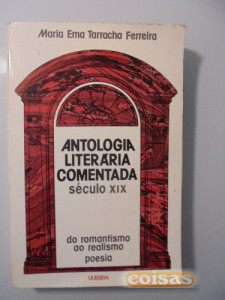 Maria Ema Tarracha Ferreira
ANTOLOGIA
LITERÁRIA
COMENTADA
século XIX
do romantismo
ao realismo
poesia
ULISSEIA
coisas